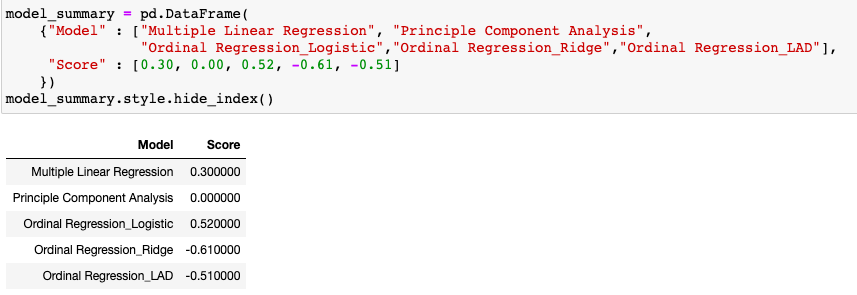 model_summary = pd.DataFrame(
{"Model" : ["Multiple Linear Regression", "Principle Component Analysis",
"Ordinal Regression_Logistic","Ordinal Regression_Ridge","Ordinal Regression_LAD"],
"Score" : [0.30, 0.00, 0.52, -0.61, -0.51]
})
model_summary.style.hide_index()
Model Score
Multiple Linear Regression 0.300000
Principle Component Analysis 0.000000
Ordinal Regression_Logistic 0.520000
Ordinal Regression_Ridge -0.610000
Ordinal Regression_LAD -0.510000